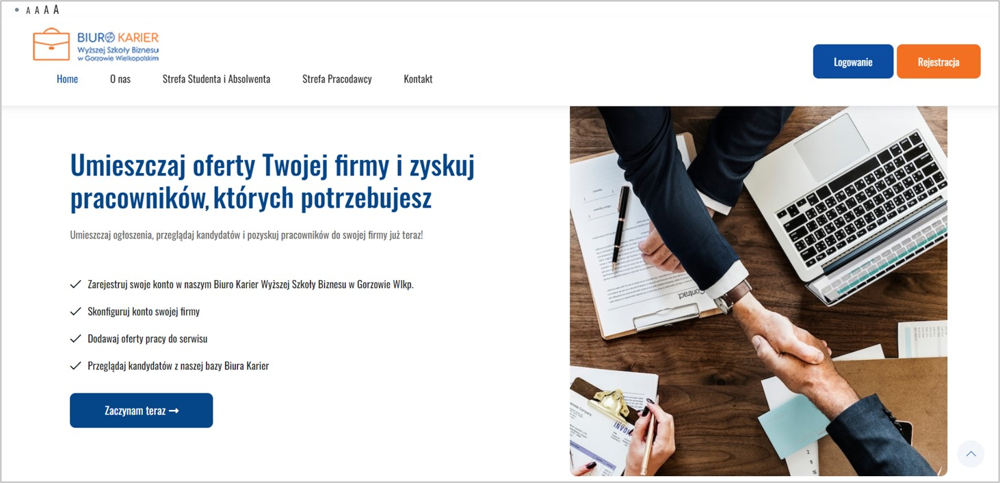 A A A A
BIURO KARIER
Wyższej Szkoły Biznesu
w Gorzowie Wielkopolskim
Home O nas Strefa Studenta i Absolwenta Strefa Pracodawcy Kontakt
Logowanie Rejestracja
Umieszczaj oferty Twojej firmy i zyskuj
pracowników, których potrzebujesz
Umieszczaj ogłoszenia, przeglądaj kandydatów i pozyskuj pracowników do swojej firmy już teraz!
Zarejestruj swoje konto w naszym Biuro Karier Wyższej Szkoły Biznesu w Gorzowie Wlkp.
Skonfiguruj konto swojej firmy
Dodawaj oferty pracy do serwisu
Przeglądaj kandydatów z naszej bazy Biura Karier
Zaczynam teraz →
Contract